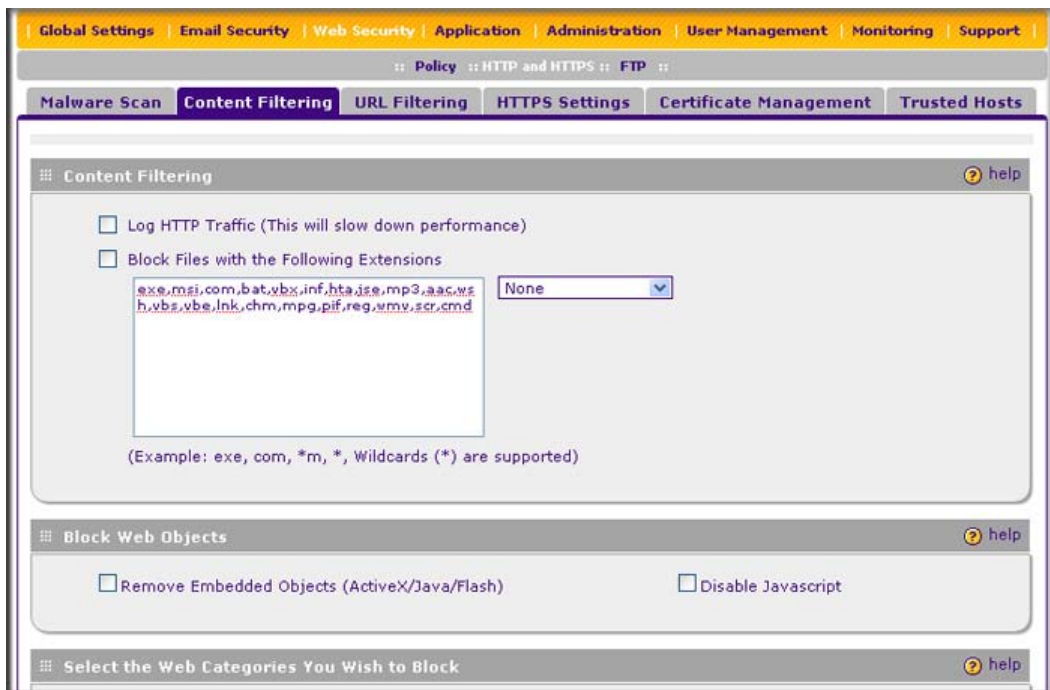 Global Settings | Email Security | Web Security | Application | Administration | User Management | Monitoring | Support
:: Policy :: HTTP and HTTPS :: FTP ::
Malware Scan Content Filtering URL Filtering HTTPS Settings Certificate Management Trusted Hosts
Content Filtering ? help
Log HTTP Traffic (This will slow down performance)
Block Files with the Following Extensions
exe,msi,com,bat,vbx,inf,hta,jse,mp3,aac,ws None
h,vbs,vbe,lnk,chm,mpg,pif,reg,wmv,scr,cmd
(Example: exe, com, *m, *, Wildcards (*) are supported)
Block Web Objects ? help
Remove Embedded Objects (ActiveX/Java/Flash) Disable Javascript
Select the Web Categories You Wish to Block ? help